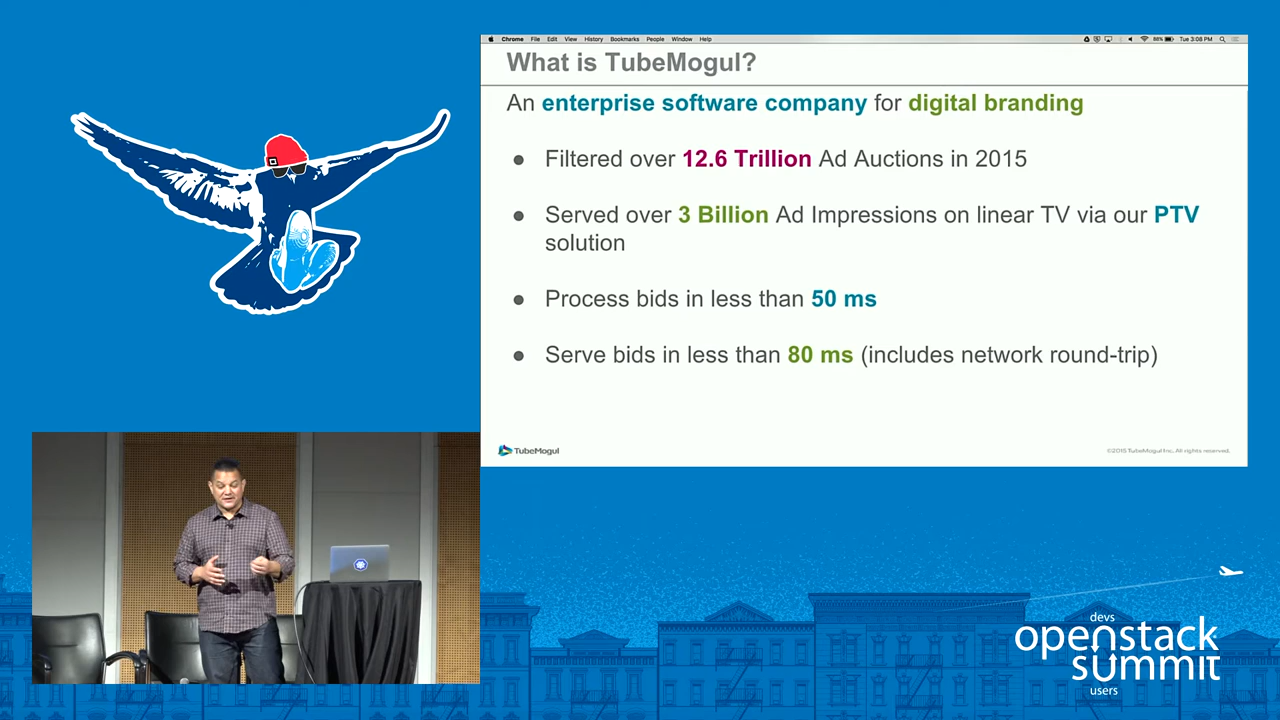 Chrome File Edit View History Bookmarks People Window Help
88% Tue 3:08 PM
What is TubeMogul?
An enterprise software company for digital branding
● Filtered over 12.6 Trillion Ad Auctions in 2015
● Served over 3 Billion Ad Impressions on linear TV via our PTV
solution
● Process bids in less than 50 ms
● Serve bids in less than 80 ms (includes network round-trip)
TubeMogul
©2015 TubeMogul Inc. All rights reserved.
devs
openstack
summit
users